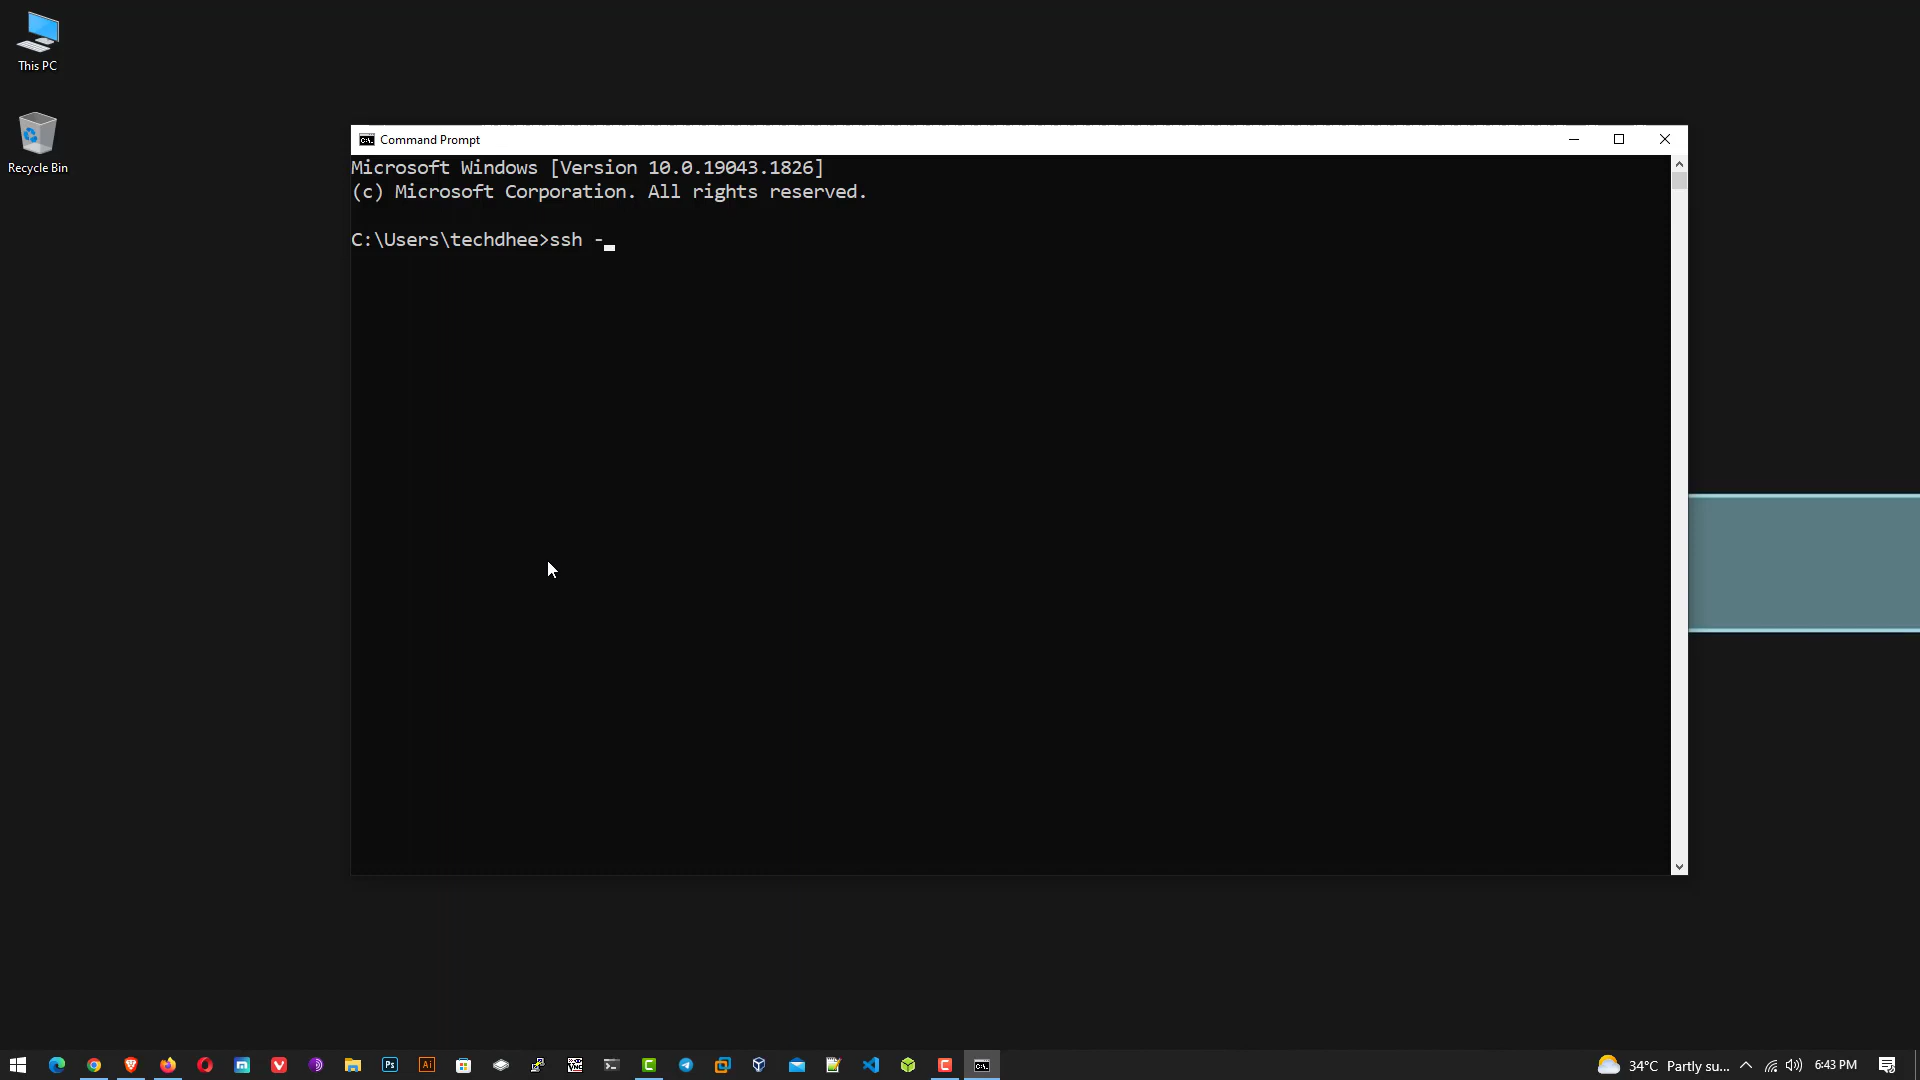 This PC
Recycle Bin
Command Prompt
Microsoft Windows [Version 10.0.19043.1826]
(c) Microsoft Corporation. All rights reserved.
C:\Users\techdhee>ssh -_
34°C Partly su...
6:43 PM